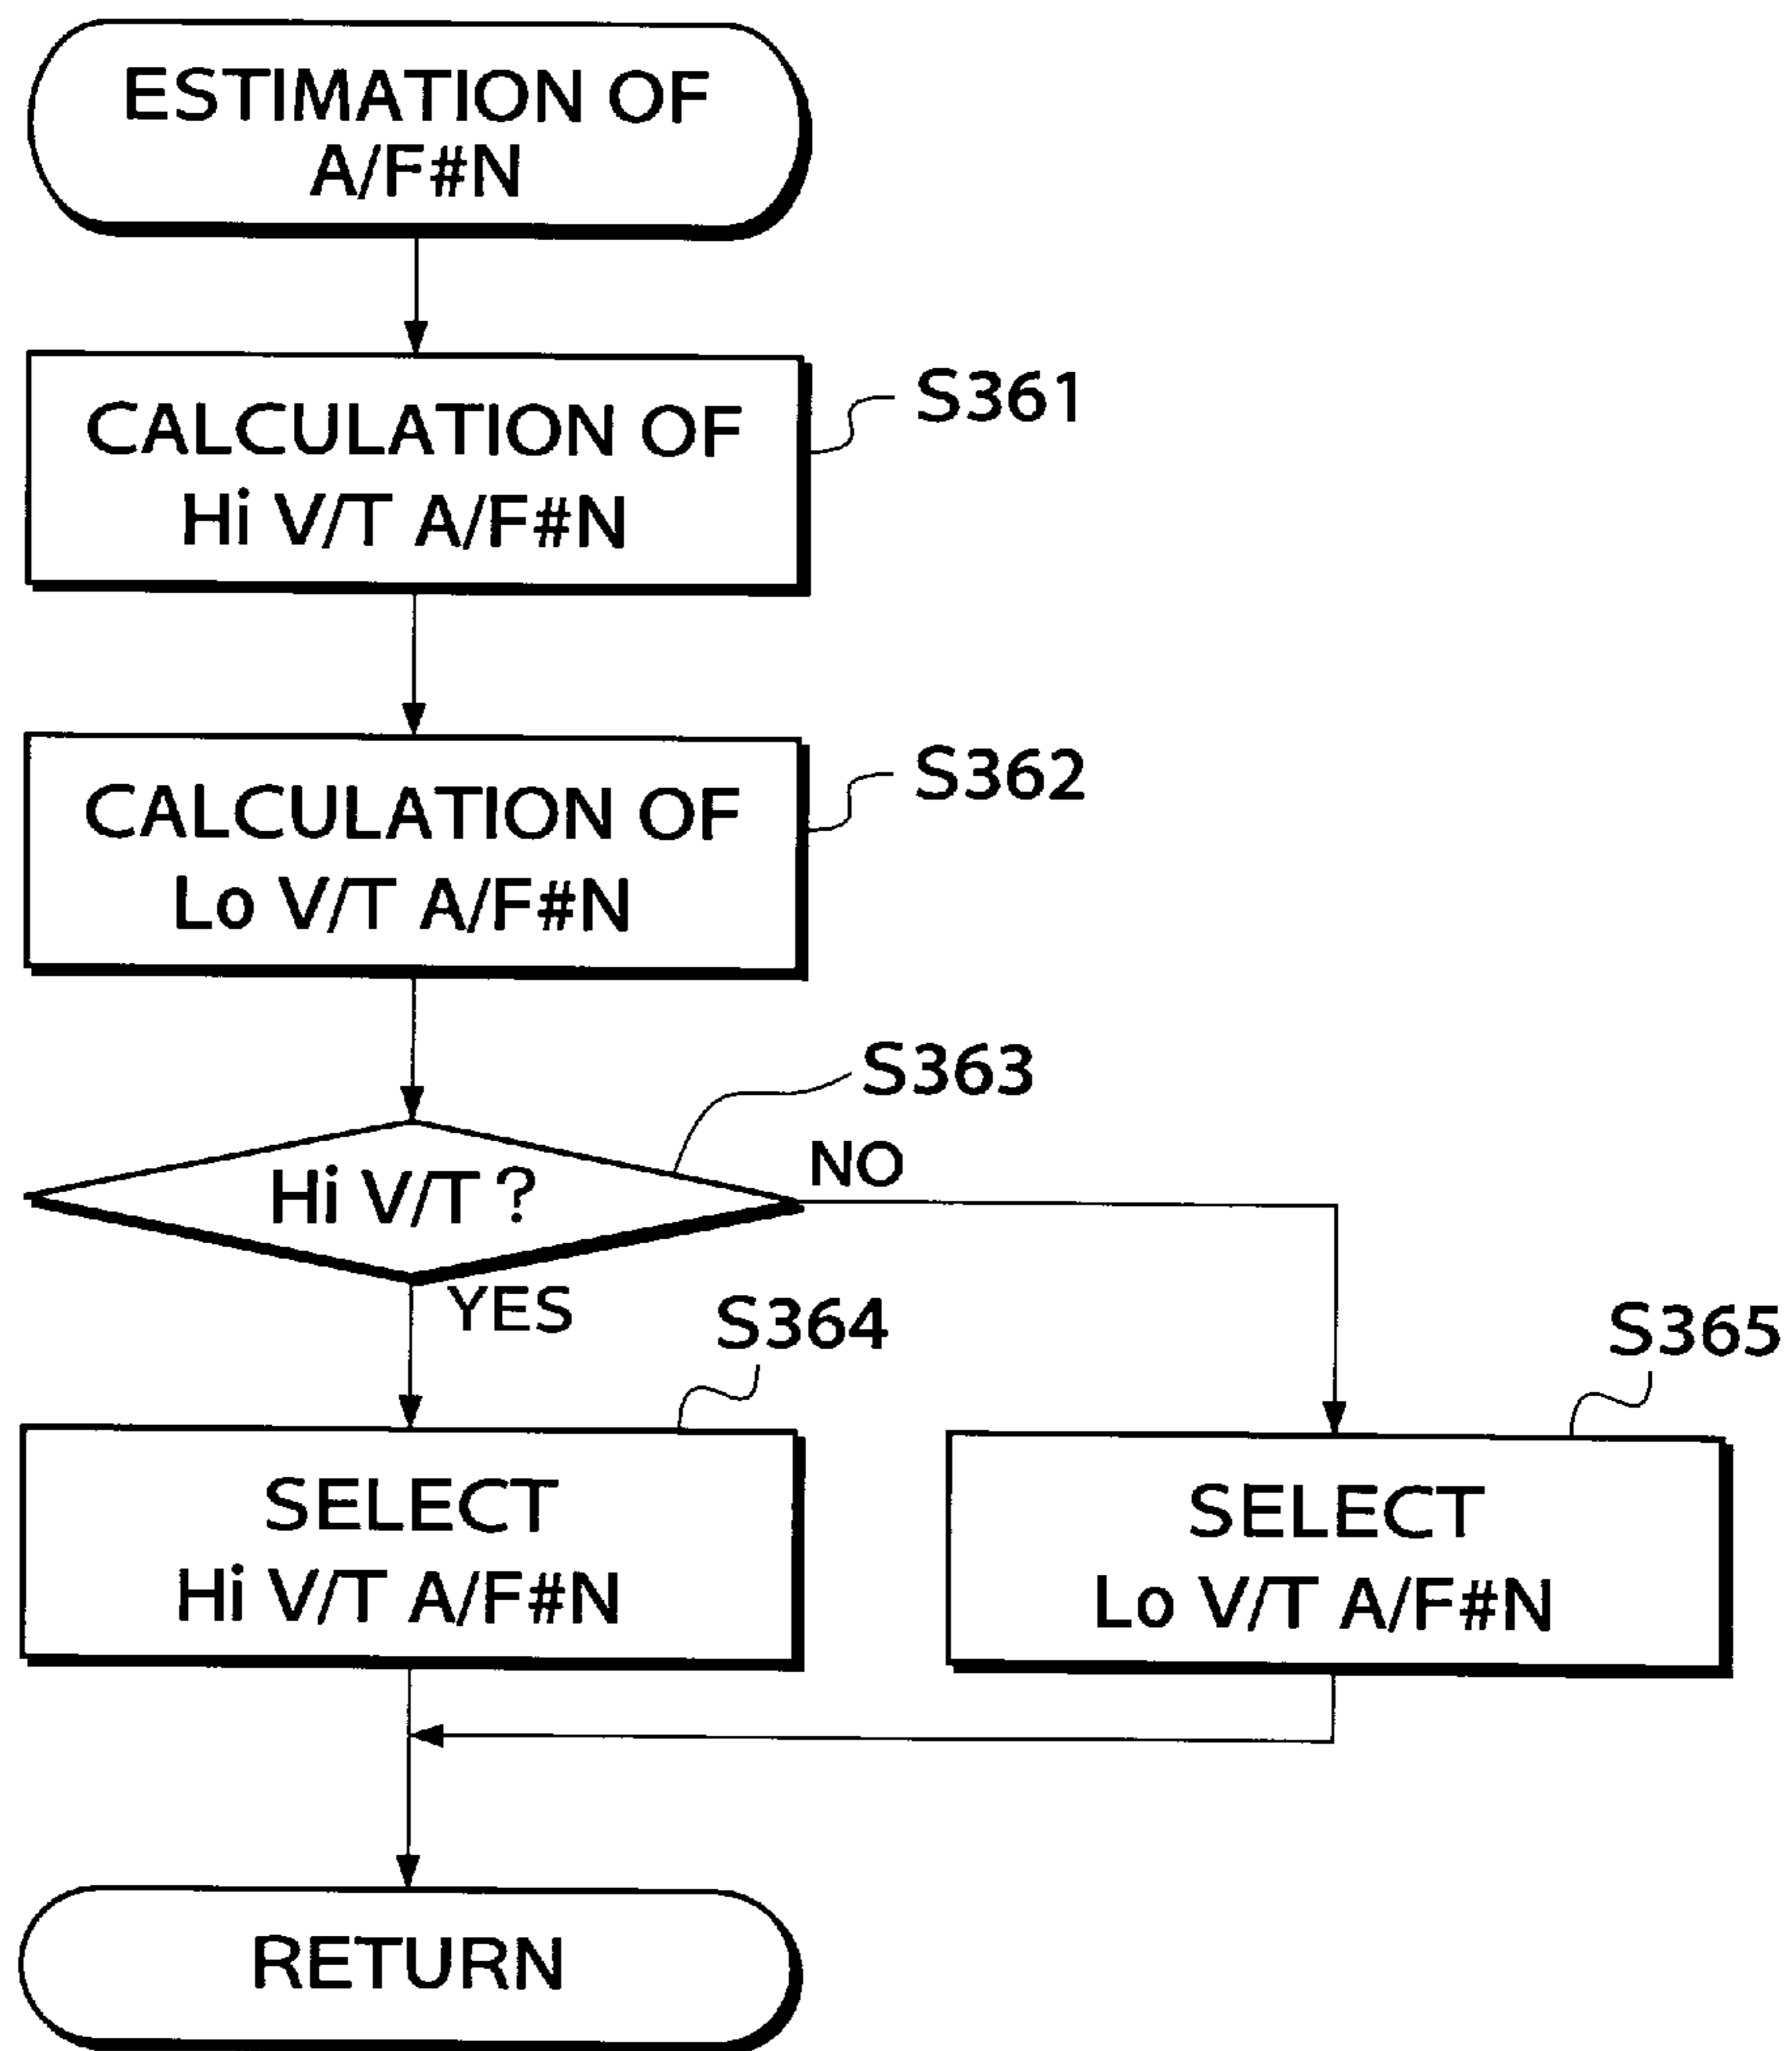 ESTIMATION OF
A/F#N
CALCULATION OF
Hi V/T A/F#N
S361
CALCULATION OF
Lo V/T A/F#N
S362
S363
Hi V/T?
NO
YES
S364
S365
SELECT
Hi V/T A/F#N
SELECT
Lo V/T A/F#N
RETURN